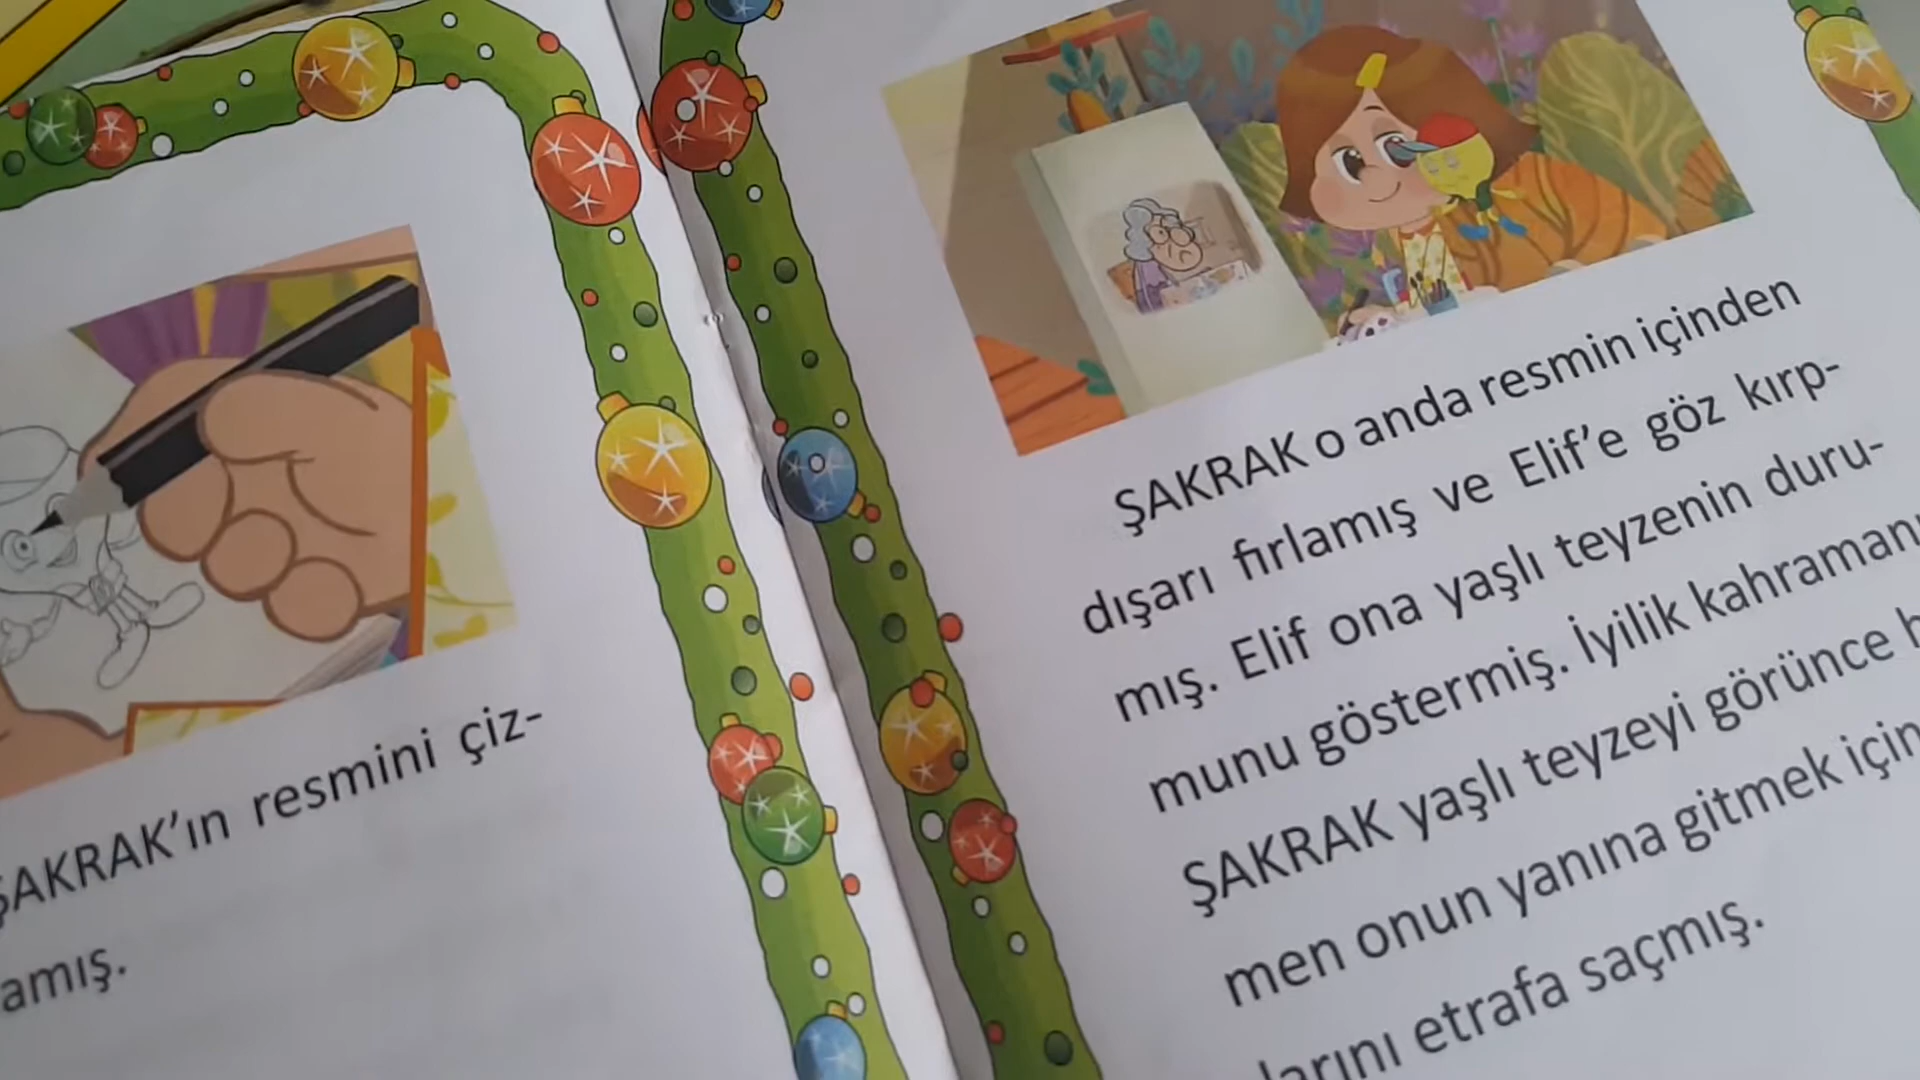 ŞAKRAK'ın resmini çiz-
amış.
ŞAKRAK o anda resmin içinden
dışarı fırlamış ve Elif'e göz kırp-
mış. Elif ona yaşlı teyzenin duru-
munu göstermiş. İyilik kahramanı
ŞAKRAK yaşlı teyzeyi görünce
men onun yanına gitmek için
larını etrafa saçmış.